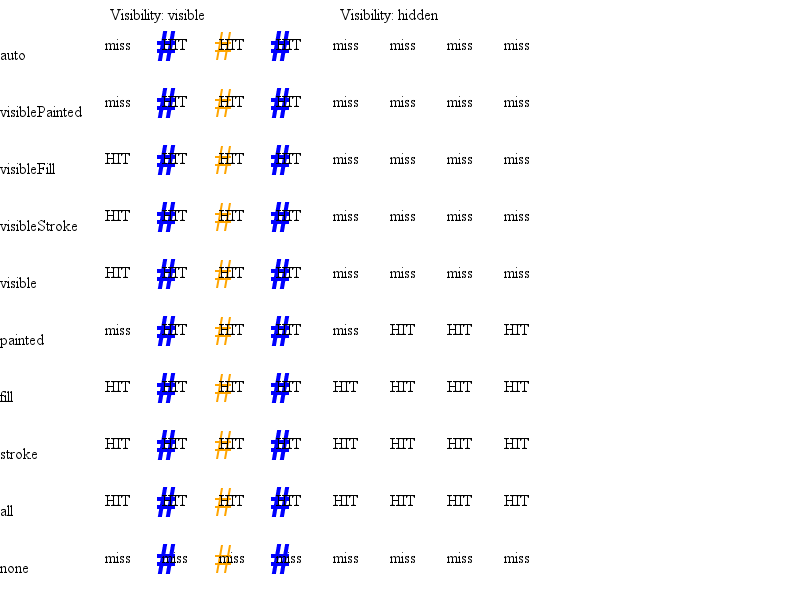 Visibility: visible Visibility: hidden
auto miss # HIT # HIT # HIT miss miss miss miss
visiblePainted miss # HIT # HIT # HIT miss miss miss miss
visibleFill HIT # HIT # HIT # HIT miss miss miss miss
visibleStroke HIT # HIT # HIT # HIT miss miss miss miss
visible HIT # HIT # HIT # HIT miss miss miss miss
painted miss # HIT # HIT # HIT miss HIT HIT HIT
fill HIT # HIT # HIT # HIT HIT HIT HIT HIT
stroke HIT # HIT # HIT # HIT HIT HIT HIT HIT
all HIT # HIT # HIT # HIT HIT HIT HIT HIT
none miss # miss # miss # miss miss miss miss miss